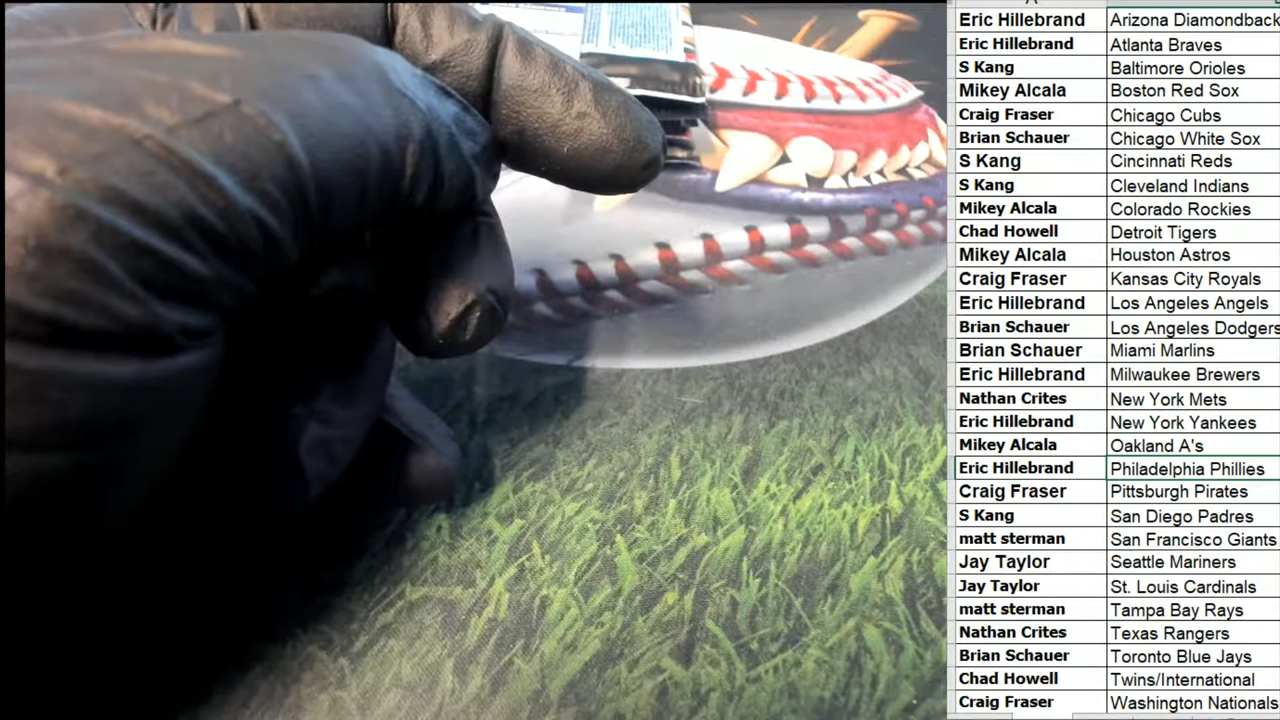 Eric Hillebrand Arizona Diamondback
Eric Hillebrand Atlanta Braves
S Kang Baltimore Orioles
Mikey Alcala Boston Red Sox
Craig Fraser Chicago Cubs
Brian Schauer Chicago White Sox
S Kang Cincinnati Reds
S Kang Cleveland Indians
Mikey Alcala Colorado Rockies
Chad Howell Detroit Tigers
Mikey Alcala Houston Astros
Craig Fraser Kansas City Royals
Eric Hillebrand Los Angeles Angels
Brian Schauer Los Angeles Dodgers
Brian Schauer Miami Marlins
Eric Hillebrand Milwaukee Brewers
Nathan Crites New York Mets
Eric Hillebrand New York Yankees
Mikey Alcala Oakland A's
Eric Hillebrand Philadelphia Phillies
Craig Fraser Pittsburgh Pirates
S Kang San Diego Padres
matt sterman San Francisco Giants
Jay Taylor Seattle Mariners
Jay Taylor St. Louis Cardinals
matt sterman Tampa Bay Rays
Nathan Crites Texas Rangers
Brian Schauer Toronto Blue Jays
Chad Howell Twins/International
Craig Fraser Washington Nationals